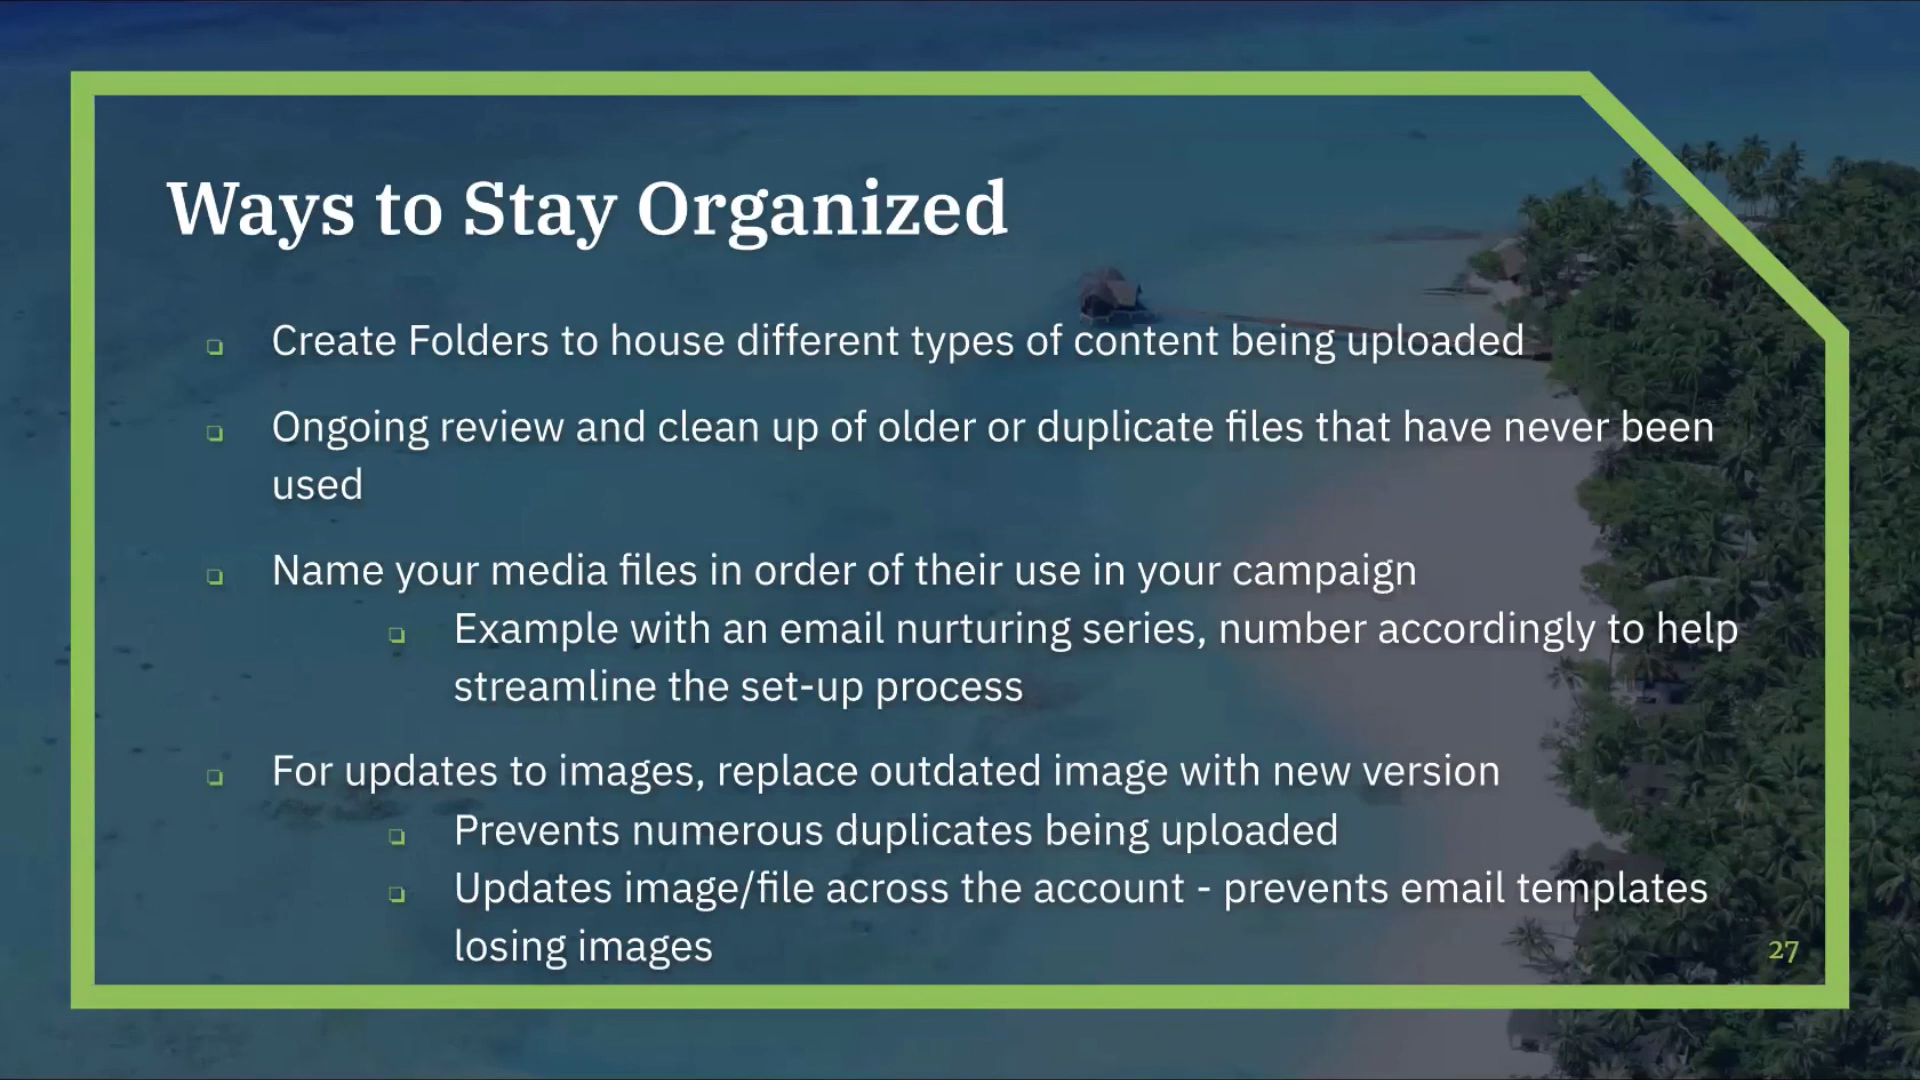 Ways to Stay Organized
Create Folders to house different types of content being uploaded
Ongoing review and clean up of older or duplicate files that have never been
used
Name your media files in order of their use in your campaign
Example with an email nurturing series, number accordingly to help
streamline the set-up process
For updates to images, replace outdated image with new version
Prevents numerous duplicates being uploaded
Updates image/file across the account - prevents email templates
losing images
27